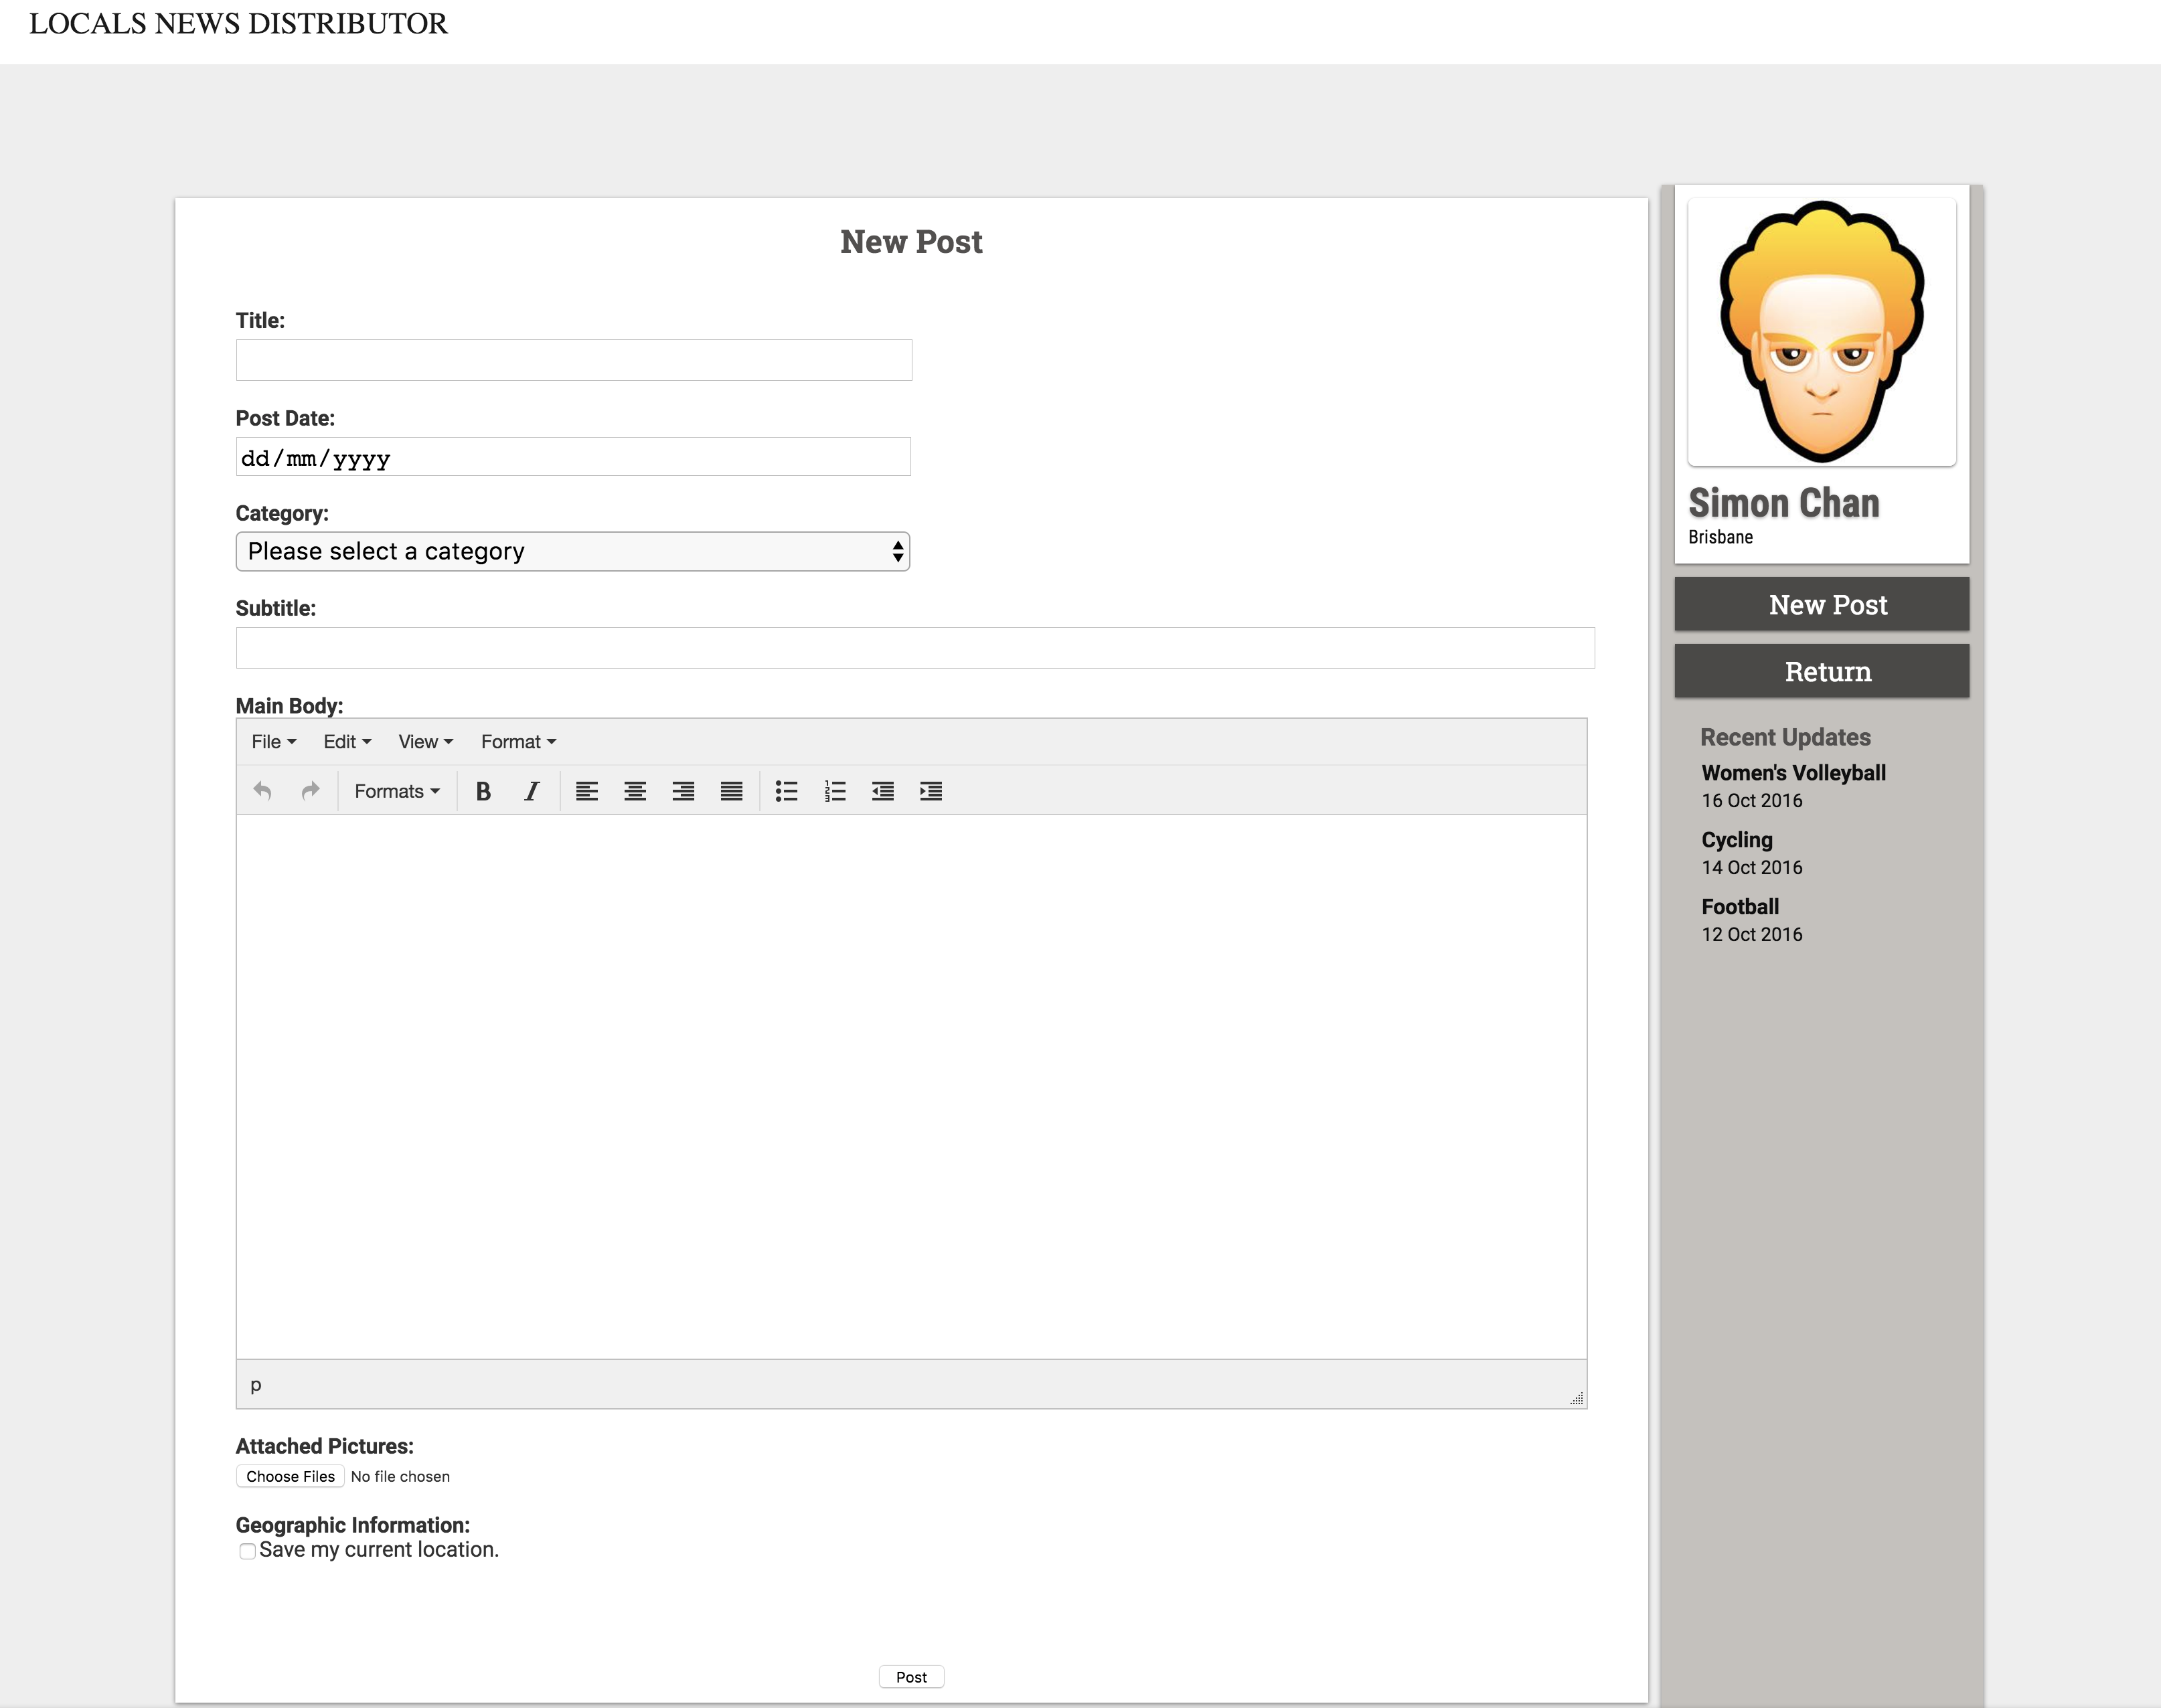 LOCALS NEWS DISTRIBUTOR
New Post
Title:
Post Date:
dd/mm/yyyy
Category:
Please select a category
Subtitle:
Main Body:
File Edit View Format
Formats B I
p
Attached Pictures:
Choose Files No file chosen
Geographic Information:
Save my current location.
Post
Simon Chan
Brisbane
New Post
Return
Recent Updates
Women's Volleyball
16 Oct 2016
Cycling
14 Oct 2016
Football
12 Oct 2016